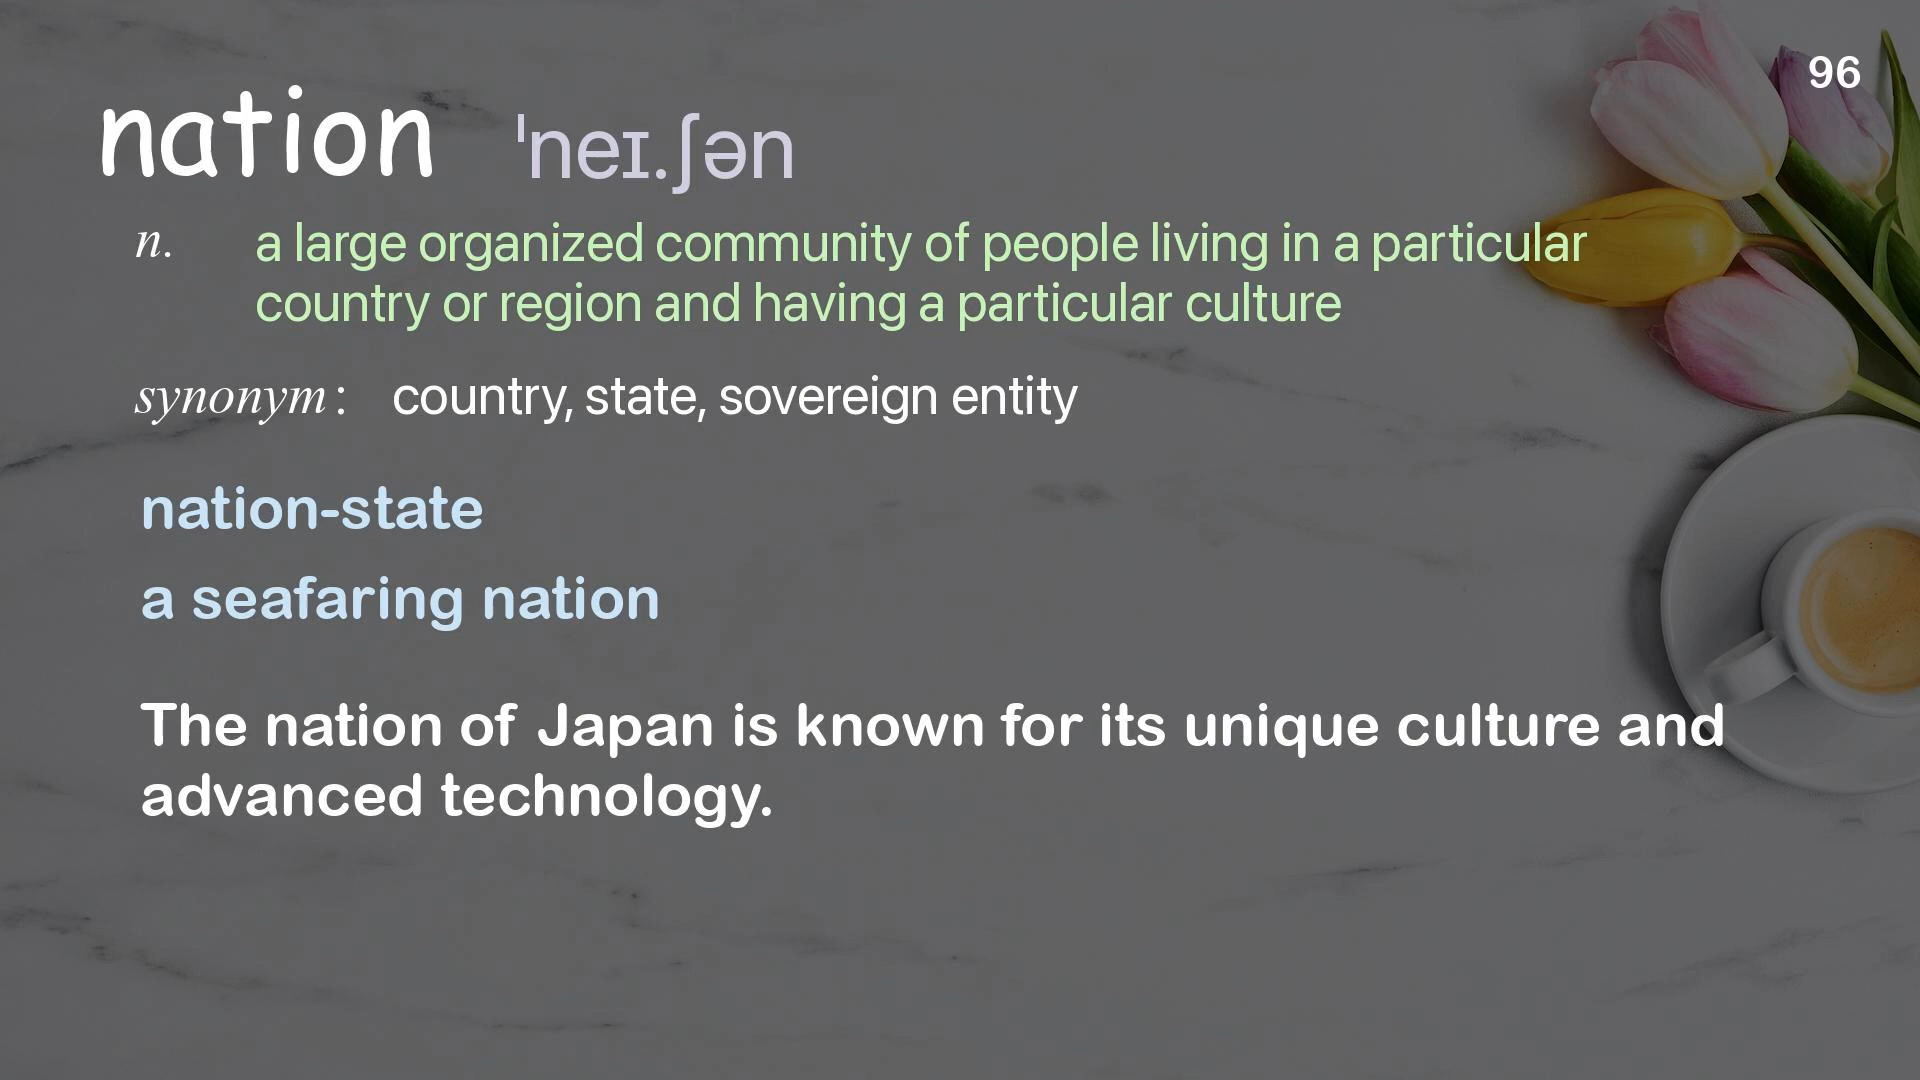 96
nation ˈneɪ.ʃən
n. a large organized community of people living in a particular
country or region and having a particular culture
synonym: country, state, sovereign entity
nation-state
a seafaring nation
The nation of Japan is known for its unique culture and
advanced technology.